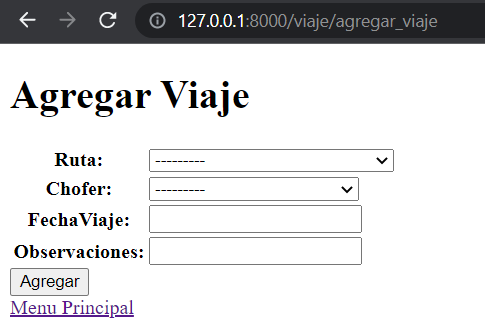 127.0.0.1:8000/viaje/agregar_viaje
Agregar Viaje
Ruta: ---------
Chofer: ---------
FechaViaje:
Observaciones:
Agregar
Menu Principal